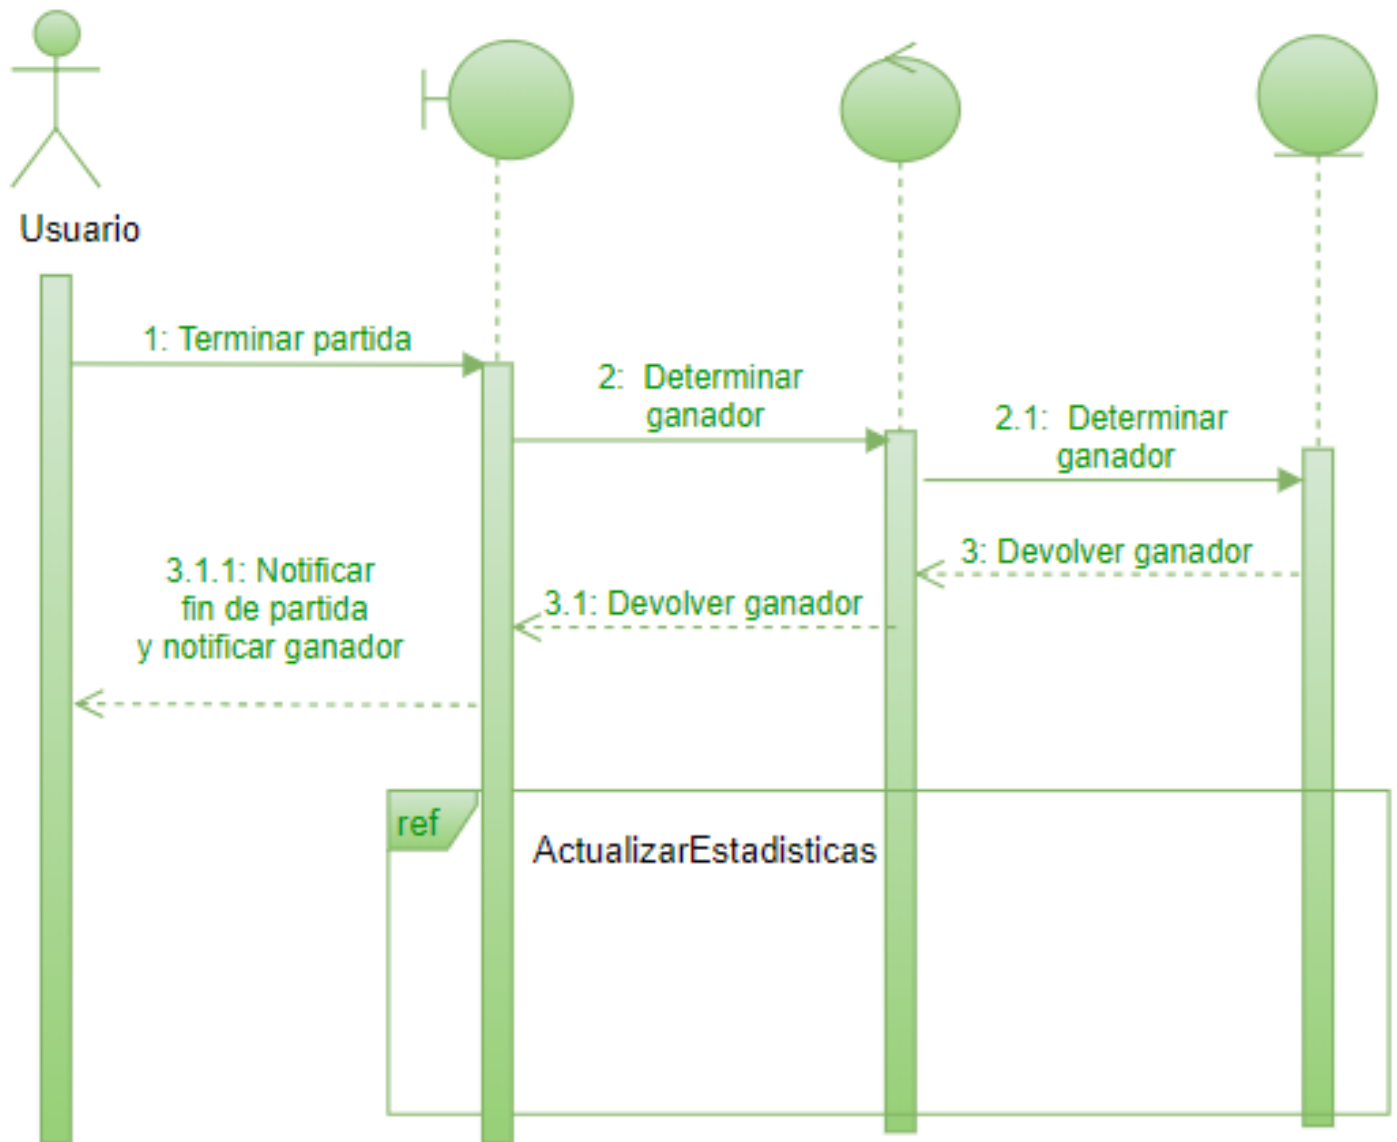 Usuario
1: Terminar partida
2:  Determinar
ganador
2.1:  Determinar
ganador
3: Devolver ganador
3.1: Devolver ganador
3.1.1: Notificar
fin de partida
y notificar ganador
ref
ActualizarEstadisticas